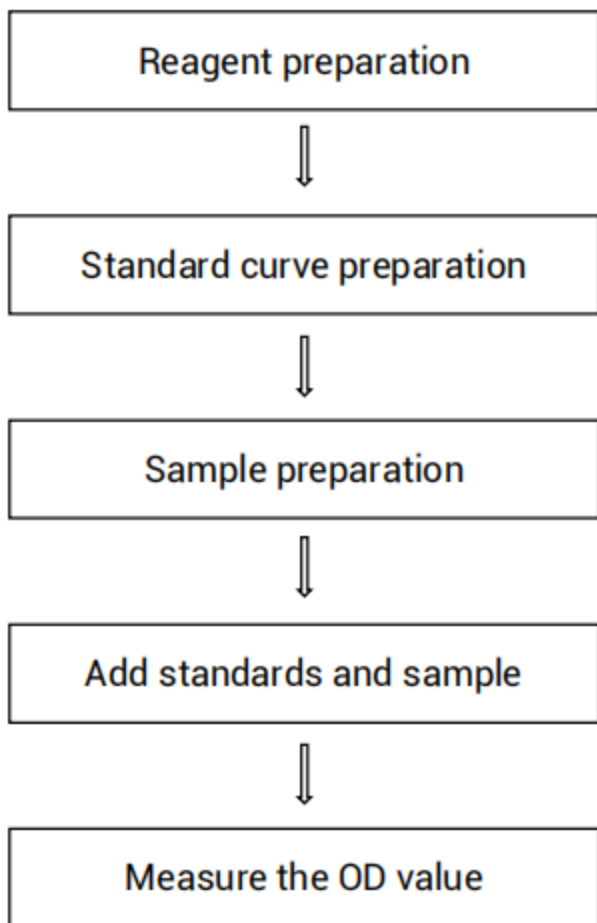 Reagent preparation
Standard curve preparation
Sample preparation
Add standards and sample
Measure the OD value